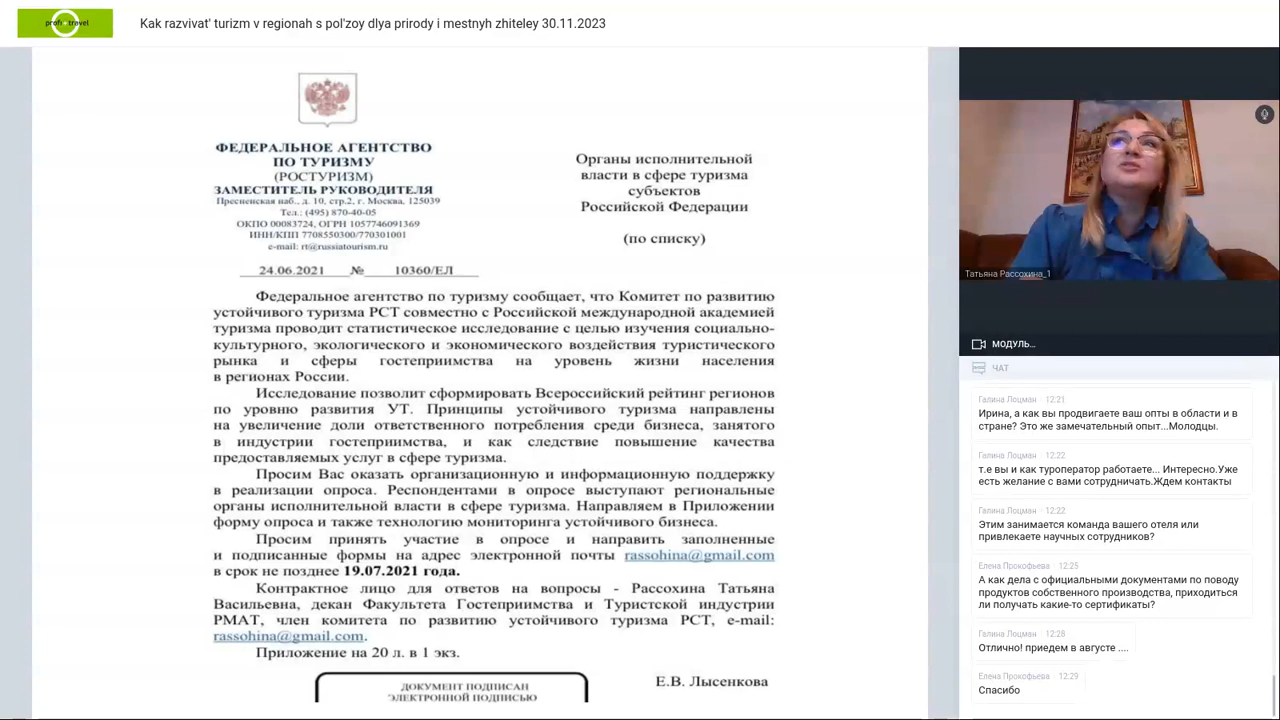 profi travel
Kak razvivat' turizm v regionah s pol'zoy dlya prirody i mestnyh zhiteley 30.11.2023
ФЕДЕРАЛЬНОЕ АГЕНТСТВО
ПО ТУРИЗМУ
(РОСТУРИЗМ)
ЗАМЕСТИТЕЛЬ РУКОВОДИТЕЛЯ
Пресненская наб., д. 10, стр.2, г. Москва, 125039
Тел.: (495) 870-40-05
ОКПО 00083724, ОГРН 1057746091369
ИНН/КПП 7708550300/770301001
e-mail: rt@russiatourism.ru
24.06.2021 № 10360/ЕЛ
Органы исполнительной
власти в сфере туризма
субъектов
Российской Федерации
(по списку)
Федеральное агентство по туризму сообщает, что Комитет по развитию
устойчивого туризма РСТ совместно с Российской международной академией
туризма проводит статистическое исследование с целью изучения социально-
культурного, экологического и экономического воздействия туристического
рынка и сферы гостеприимства на уровень жизни населения
в регионах России.
Исследование позволит сформировать Всероссийский рейтинг регионов
по уровню развития УТ. Принципы устойчивого туризма направлены
на увеличение доли ответственного потребления среди бизнеса, занятого
в индустрии гостеприимства, и как следствие повышение качества
предоставляемых услуг в сфере туризма.
Просим Вас оказать организационную и информационную поддержку
в реализации опроса. Респондентами в опросе выступают региональные
органы исполнительной власти в сфере туризма. Направляем в Приложении
форму опроса и также технологию мониторинга устойчивого бизнеса.
Просим принять участие в опросе и направить заполненные
и подписанные формы на адрес электронной почты rassohina@gmail.com
в срок не позднее 19.07.2021 года.
Контрактное лицо для ответов на вопросы - Рассохина Татьяна
Васильевна, декан Факультета Гостеприимства и Туристской индустрии
РМАТ, член комитета по развитию устойчивого туризма РСТ, e-mail:
rassohina@gmail.com.
Приложение на 20 л. в 1 экз.
ДОКУМЕНТ ПОДПИСАН
ЭЛЕКТРОННОЙ ПОДПИСЬЮ
Е.В. Лысенкова
Татьяна Рассохина_1
МОДУЛЬ...
ЧАТ
Галина Лоцман · 12:21
Ирина, а как вы продвигаете ваш опты в области и в
стране? Это же замечательный опыт...Молодцы.
Галина Лоцман · 12:22
т.е вы и как туроператор работаете... Интересно.Уже
есть желание с вами сотрудничать.Ждем контакты
Галина Лоцман · 12:22
Этим занимается команда вашего отеля или
привлекаете научных сотрудников?
Елена Прокофьева · 12:25
А как дела с официальными документами по поводу
продуктов собственного производства, приходиться
ли получать какие-то сертификаты?
Галина Лоцман · 12:28
Отлично! приедем в августе ....
Елена Прокофьева · 12:29
Спасибо